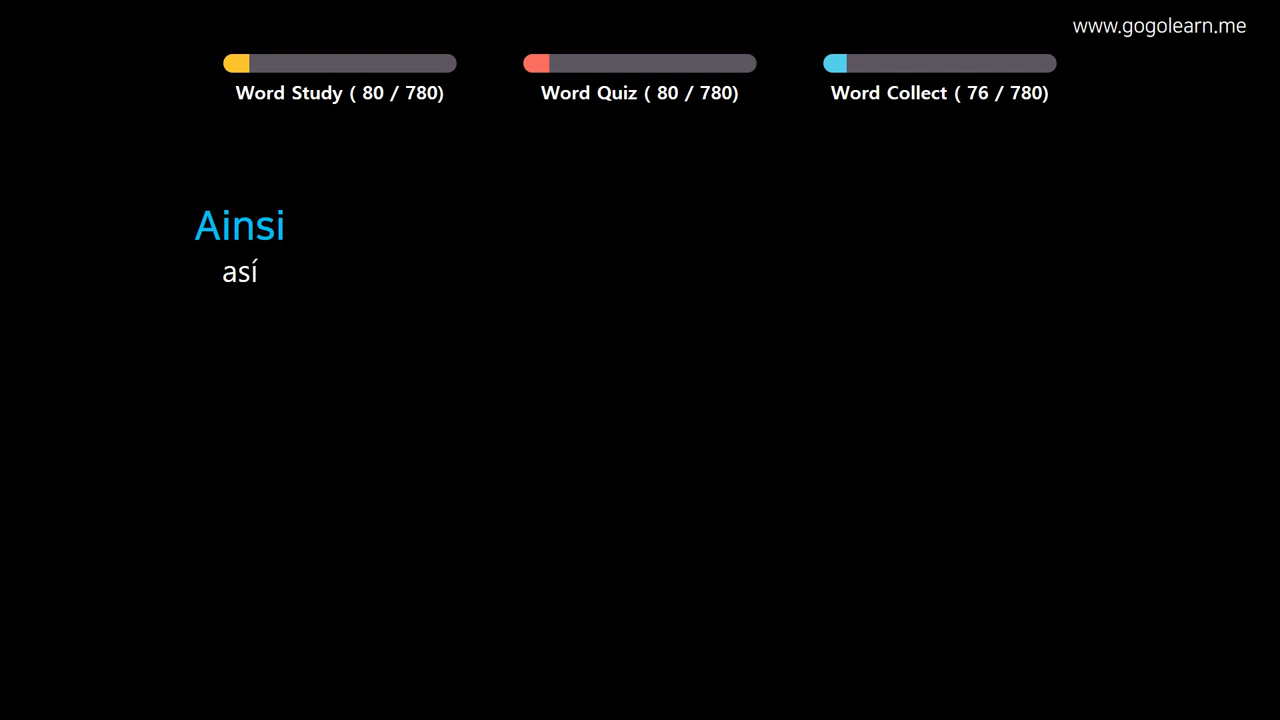 www.gogolearn.me
Word Study ( 80 / 780)
Word Quiz ( 80 / 780)
Word Collect ( 76 / 780)
Ainsi
así